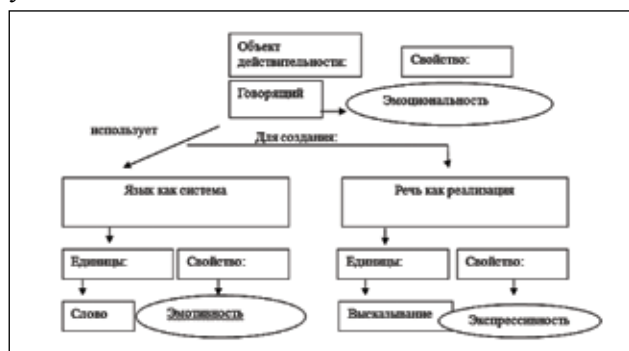 Объект
действительности:
Свойство:
Говорящий
Эмоциональность
использует
Для создания:
Язык как система
Речь как реализация
Единицы:
Свойство:
Единицы:
Свойство:
Слово
Эмотивность
Высказывание
Экспрессивность